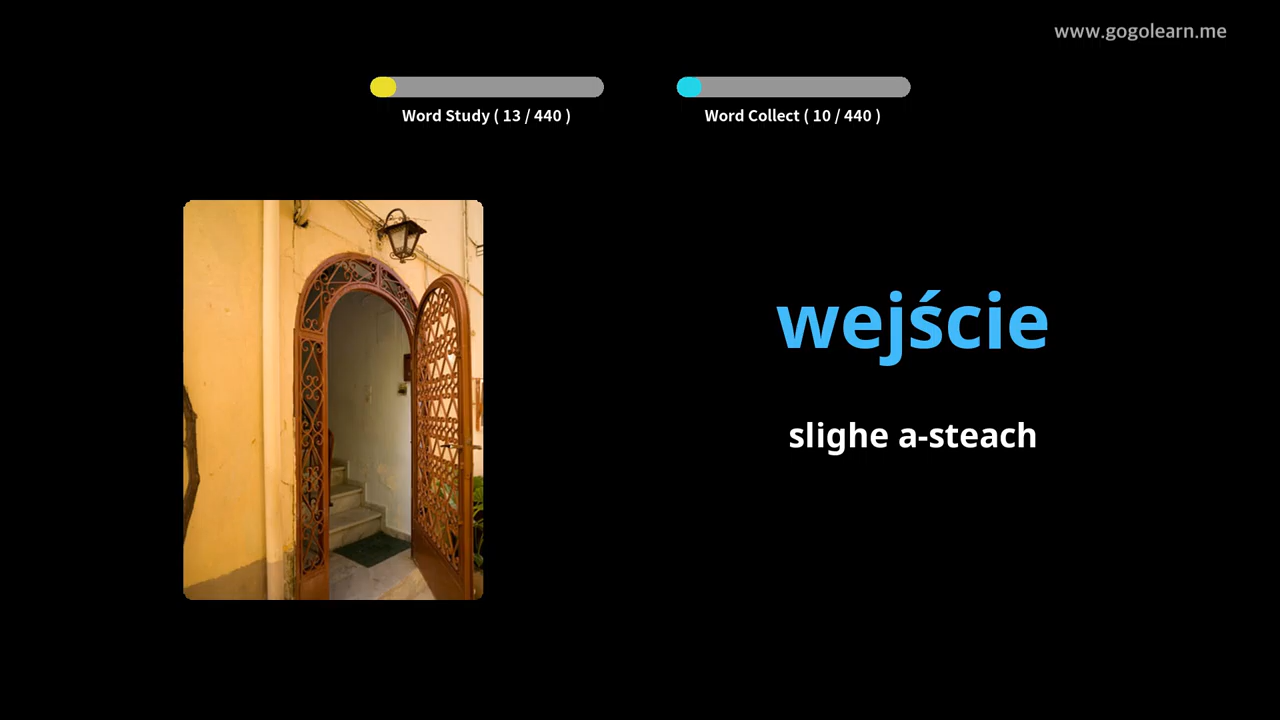 www.gogolearn.me
Word Study ( 13 / 440 )
Word Collect ( 10 / 440 )
wejście
slighe a-steach